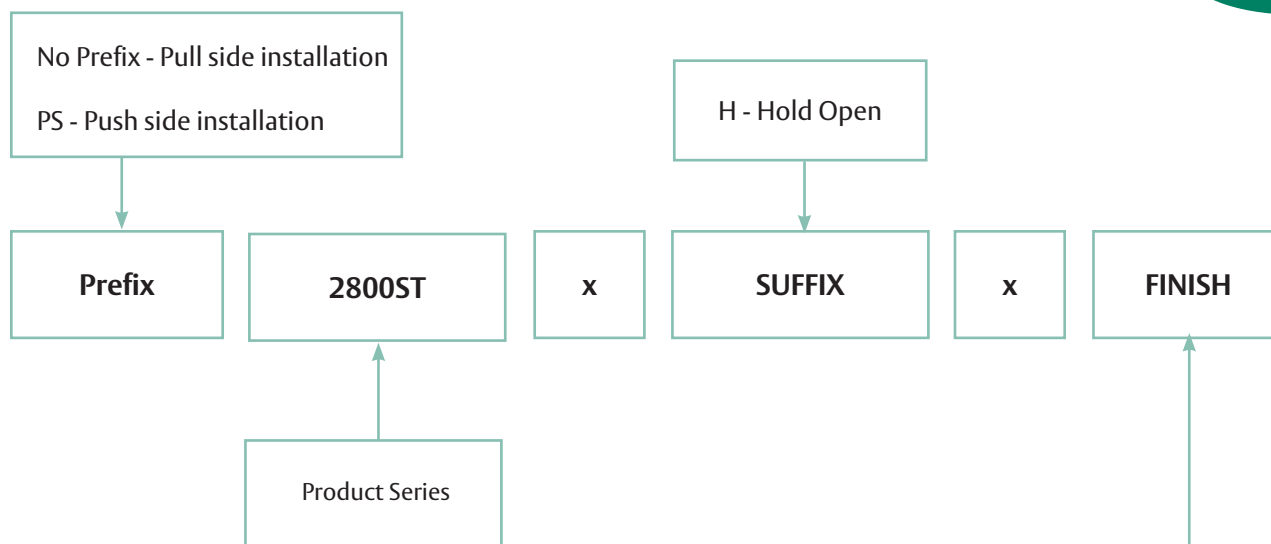 No Prefix - Pull side installation
PS - Push side installation
H - Hold Open
Prefix
2800ST
x
SUFFIX
x
FINISH
Product Series